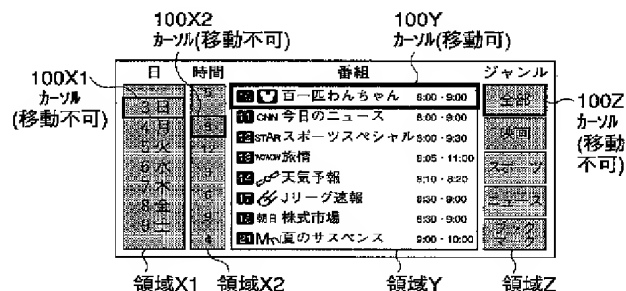 100X2
カーソル(移動不可)
100Y
カーソル(移動可)
100X1
カーソル
(移動不可)
100Z
カーソル
(移動
不可)
日 時間 番組 ジャンル
3 日
4 月
5 火
6 水
7 木
8 金
9 土
百一匹わんちゃん 8:00 - 9:00
CNN 今日のニュース 8:00 - 9:00
STAR スポーツスペシャル 8:00 - 9:30
WOWOW 旅情 8:05 - 11:00
天気予報 8:10 - 8:20
Jリーグ速報 8:30 - 9:00
朝日 株式市場 8:30 - 9:00
夏のサスペンス 9:00 - 10:00
全部
映画
スポーツ
ニュース
ブックマーク
領域X1 領域X2 領域Y 領域Z